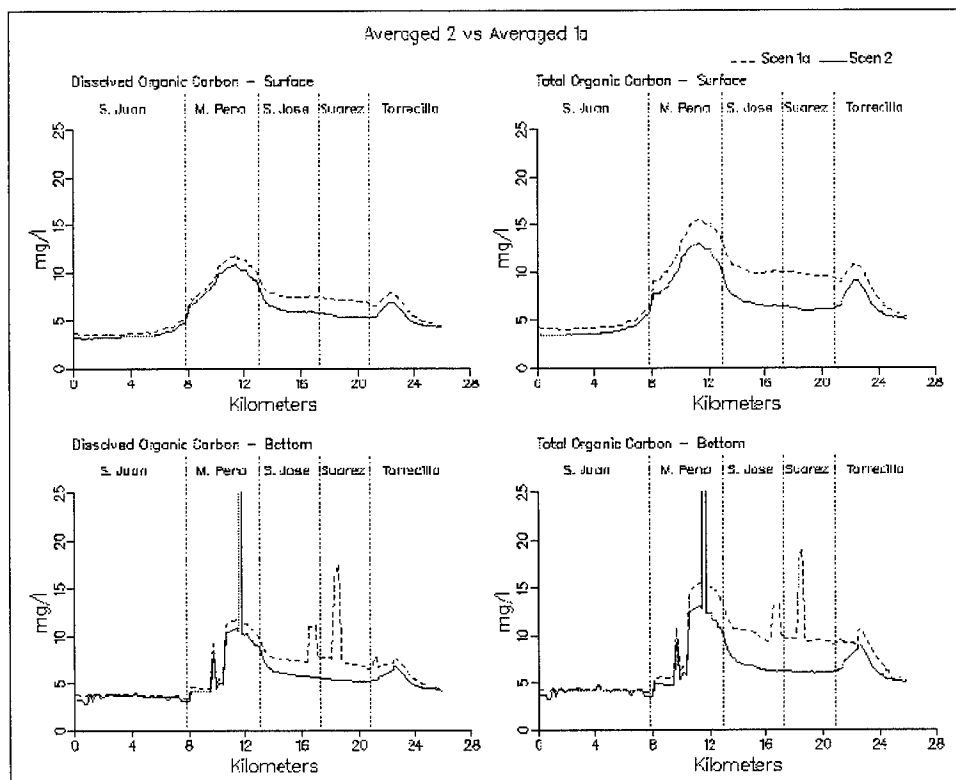 Averaged 2 vs Averaged 1a
Scen 1a Scen 2
Dissolved Organic Carbon – Surface
S. Juan M. Pena S. Jose Suarez Torrecilla
25
20
15
10
5
0
mg/l
0 4 8 12 16 20 24 28
Kilometers
Total Organic Carbon – Surface
S. Juan M. Pena S. Jose Suarez Torrecilla
25
20
15
10
5
0
mg/l
0 4 8 12 16 20 24 28
Kilometers
Dissolved Organic Carbon – Bottom
S. Juan M. Pena S. Jose Suarez Torrecilla
25
20
15
10
5
0
mg/l
0 4 8 12 16 20 24 28
Kilometers
Total Organic Carbon – Bottom
S. Juan M. Pena S. Jose Suarez Torrecilla
25
20
15
10
5
0
mg/l
0 4 8 12 16 20 24 28
Kilometers